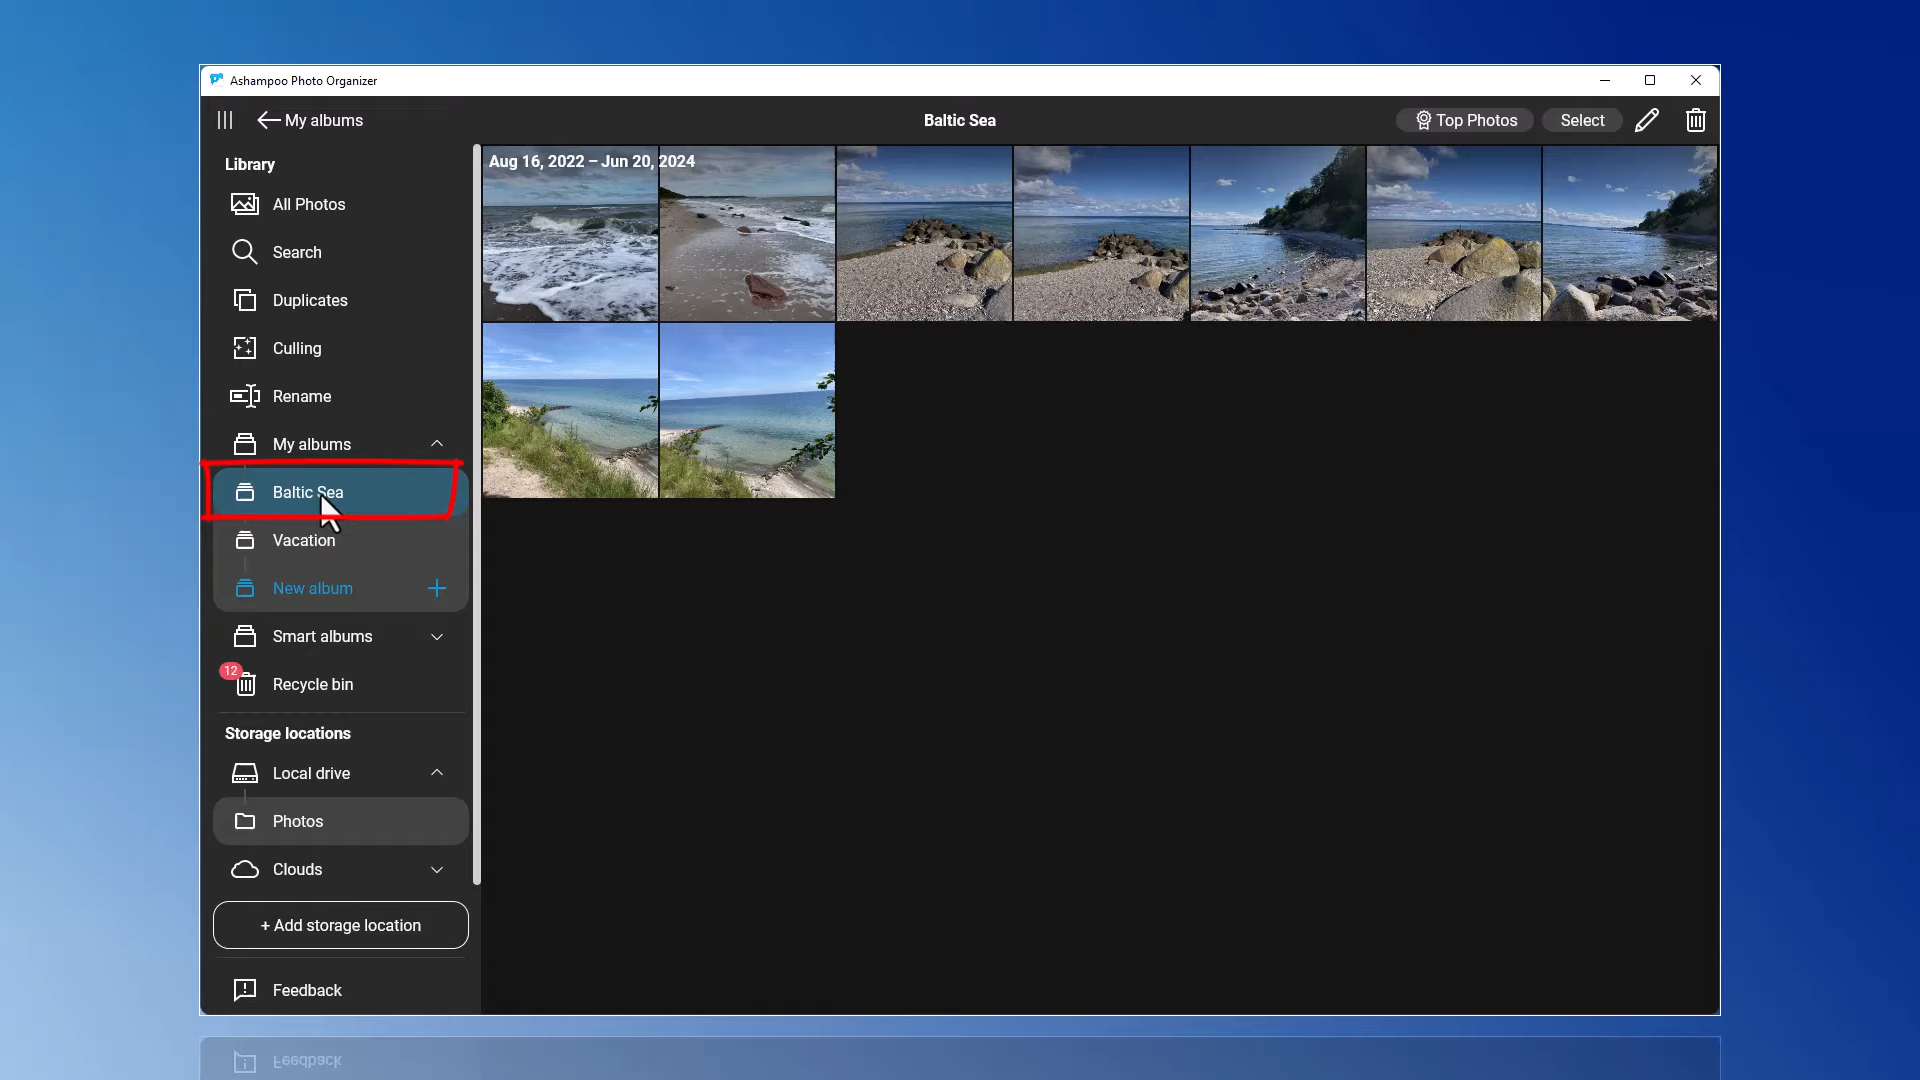 Ashampoo Photo Organizer
My albums
Baltic Sea
Top Photos
Select
Library
All Photos
Search
Duplicates
Culling
Rename
My albums
Baltic Sea
Vacation
New album
Smart albums
12
Recycle bin
Storage locations
Local drive
Photos
Clouds
+ Add storage location
Feedback
Aug 16, 2022 – Jun 20, 2024
Feedback